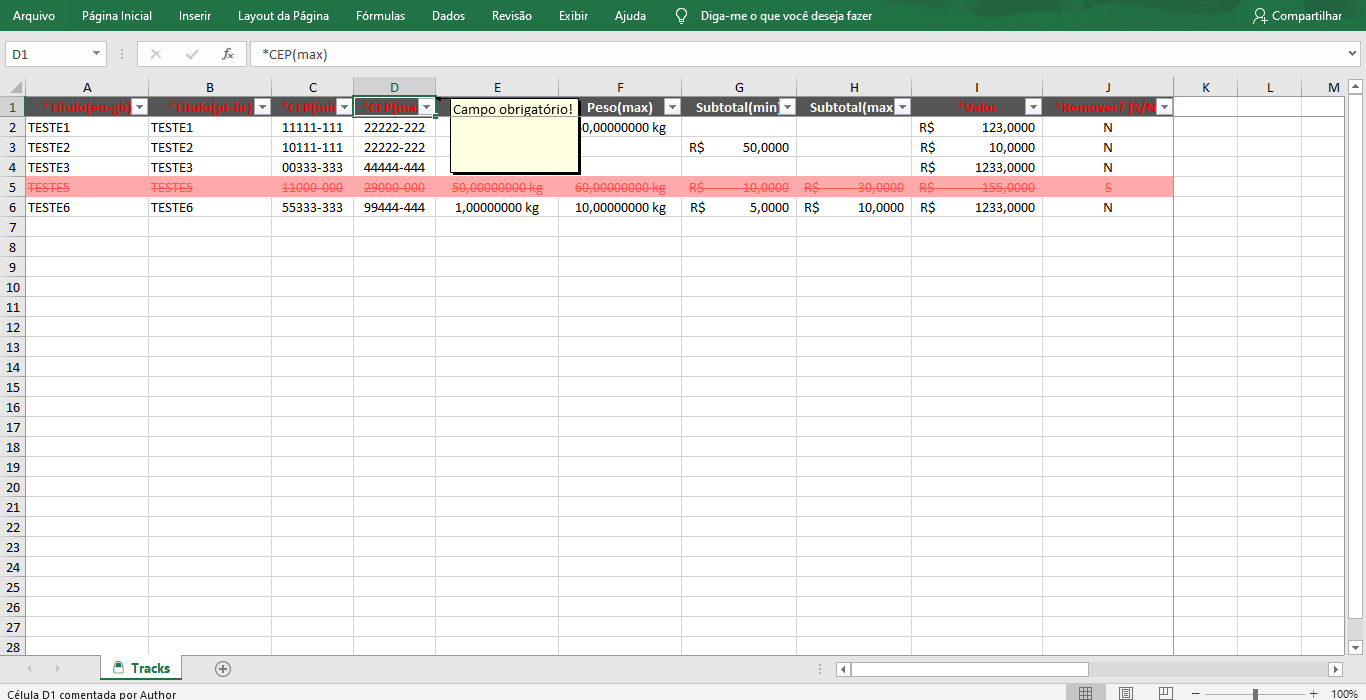 Arquivo Página Inicial Inserir Layout da Página Fórmulas Dados Revisão Exibir Ajuda Diga-me o que você deseja fazer Compartilhar
D1 fx *CEP(max)
A B C D E F G H I J K L M
1 *Título(en-gb) *Título(pt-br) *CEP(mi *CEP(ma Campo obrigatório! Peso(max) Subtotal(min Subtotal(max *Valor *Remover? (S/N
2 TESTE1 TESTE1 11111-111 22222-222 0,00000000 kg R$ 123,0000 N
3 TESTE2 TESTE2 10111-111 22222-222 R$ 50,0000 R$ 10,0000 N
4 TESTE3 TESTE3 00333-333 44444-444 R$ 1233,0000 N
5 TESTE5 TESTE5 11000-000 29000-000 50,00000000 kg 60,00000000 kg R$ 10,0000 R$ 30,0000 R$ 155,0000 S
6 TESTE6 TESTE6 55333-333 99444-444 1,00000000 kg 10,00000000 kg R$ 5,0000 R$ 10,0000 R$ 1233,0000 N
7
8
9
10
11
12
13
14
15
16
17
18
19
20
21
22
23
24
25
26
27
28
Tracks
Célula D1 comentada por Author 100%